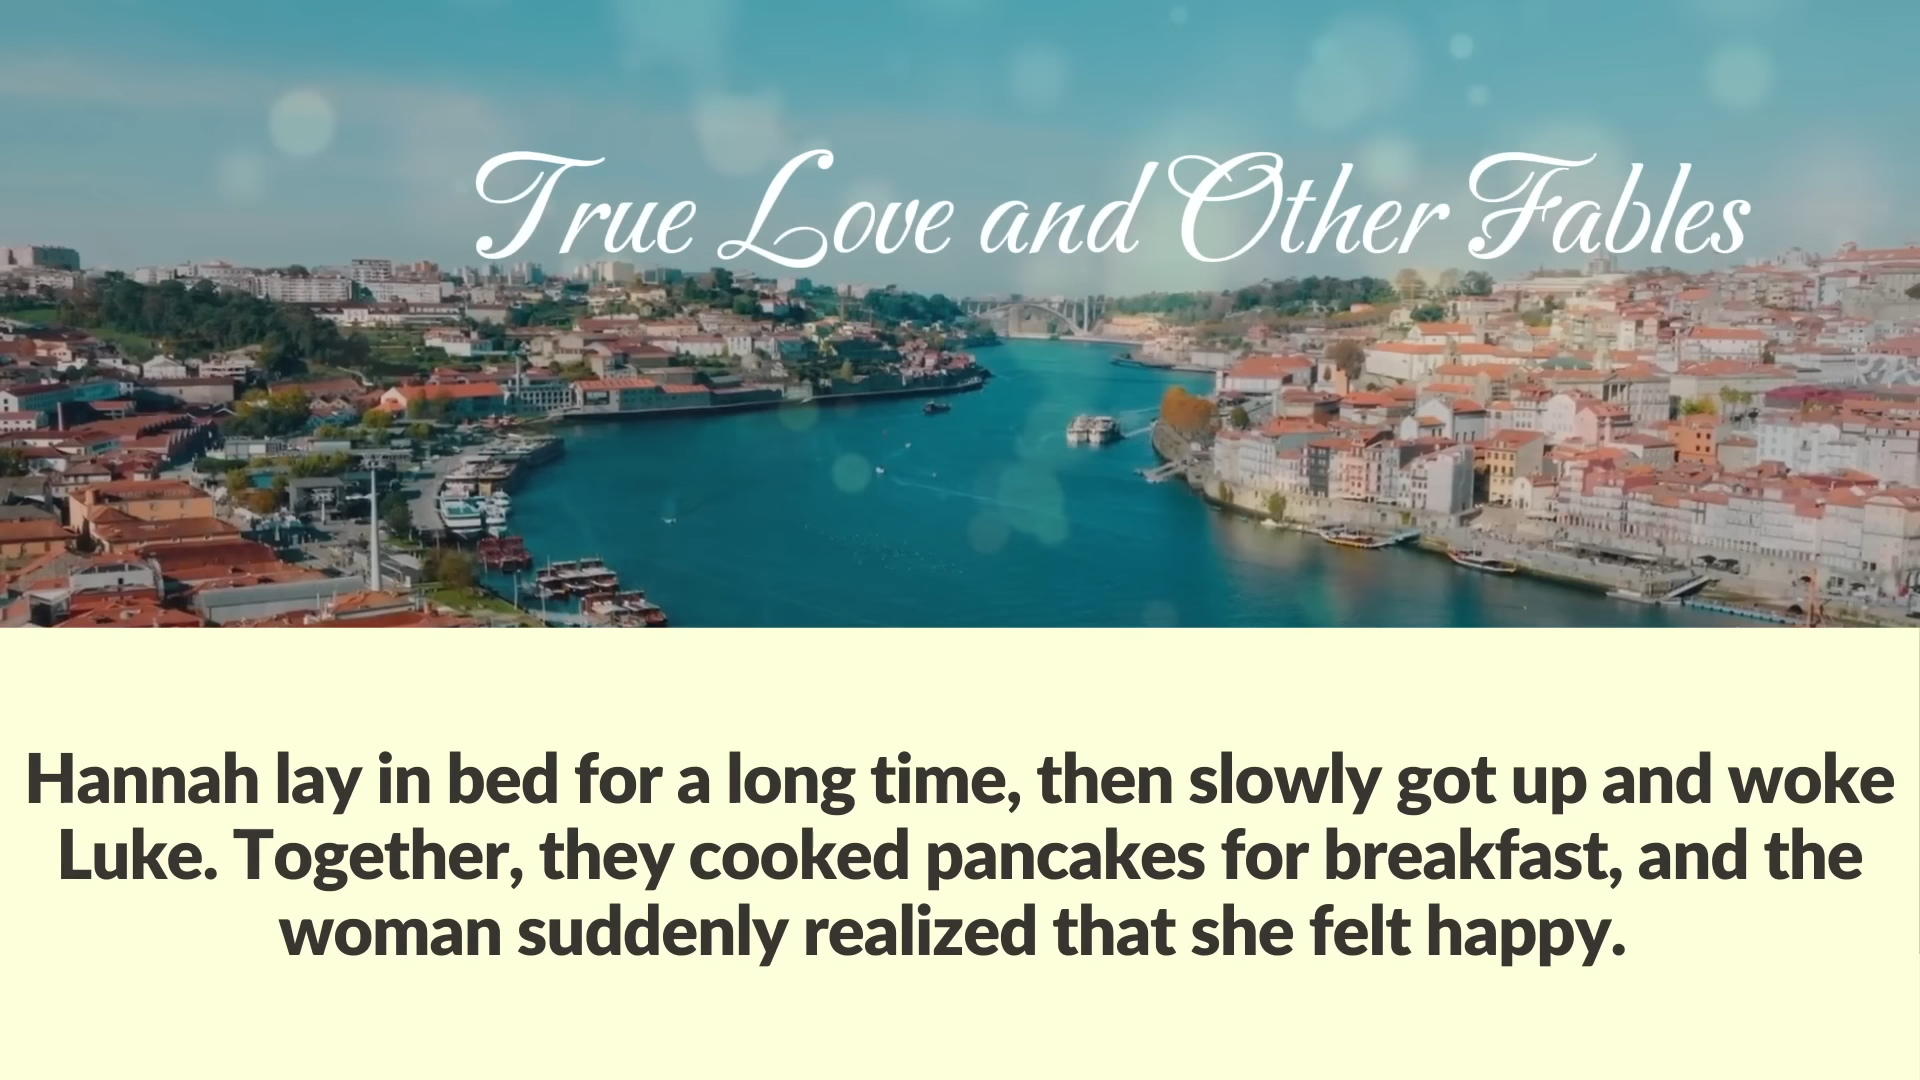 True Love and Other Fables
Hannah lay in bed for a long time, then slowly got up and woke
Luke. Together, they cooked pancakes for breakfast, and the
woman suddenly realized that she felt happy.